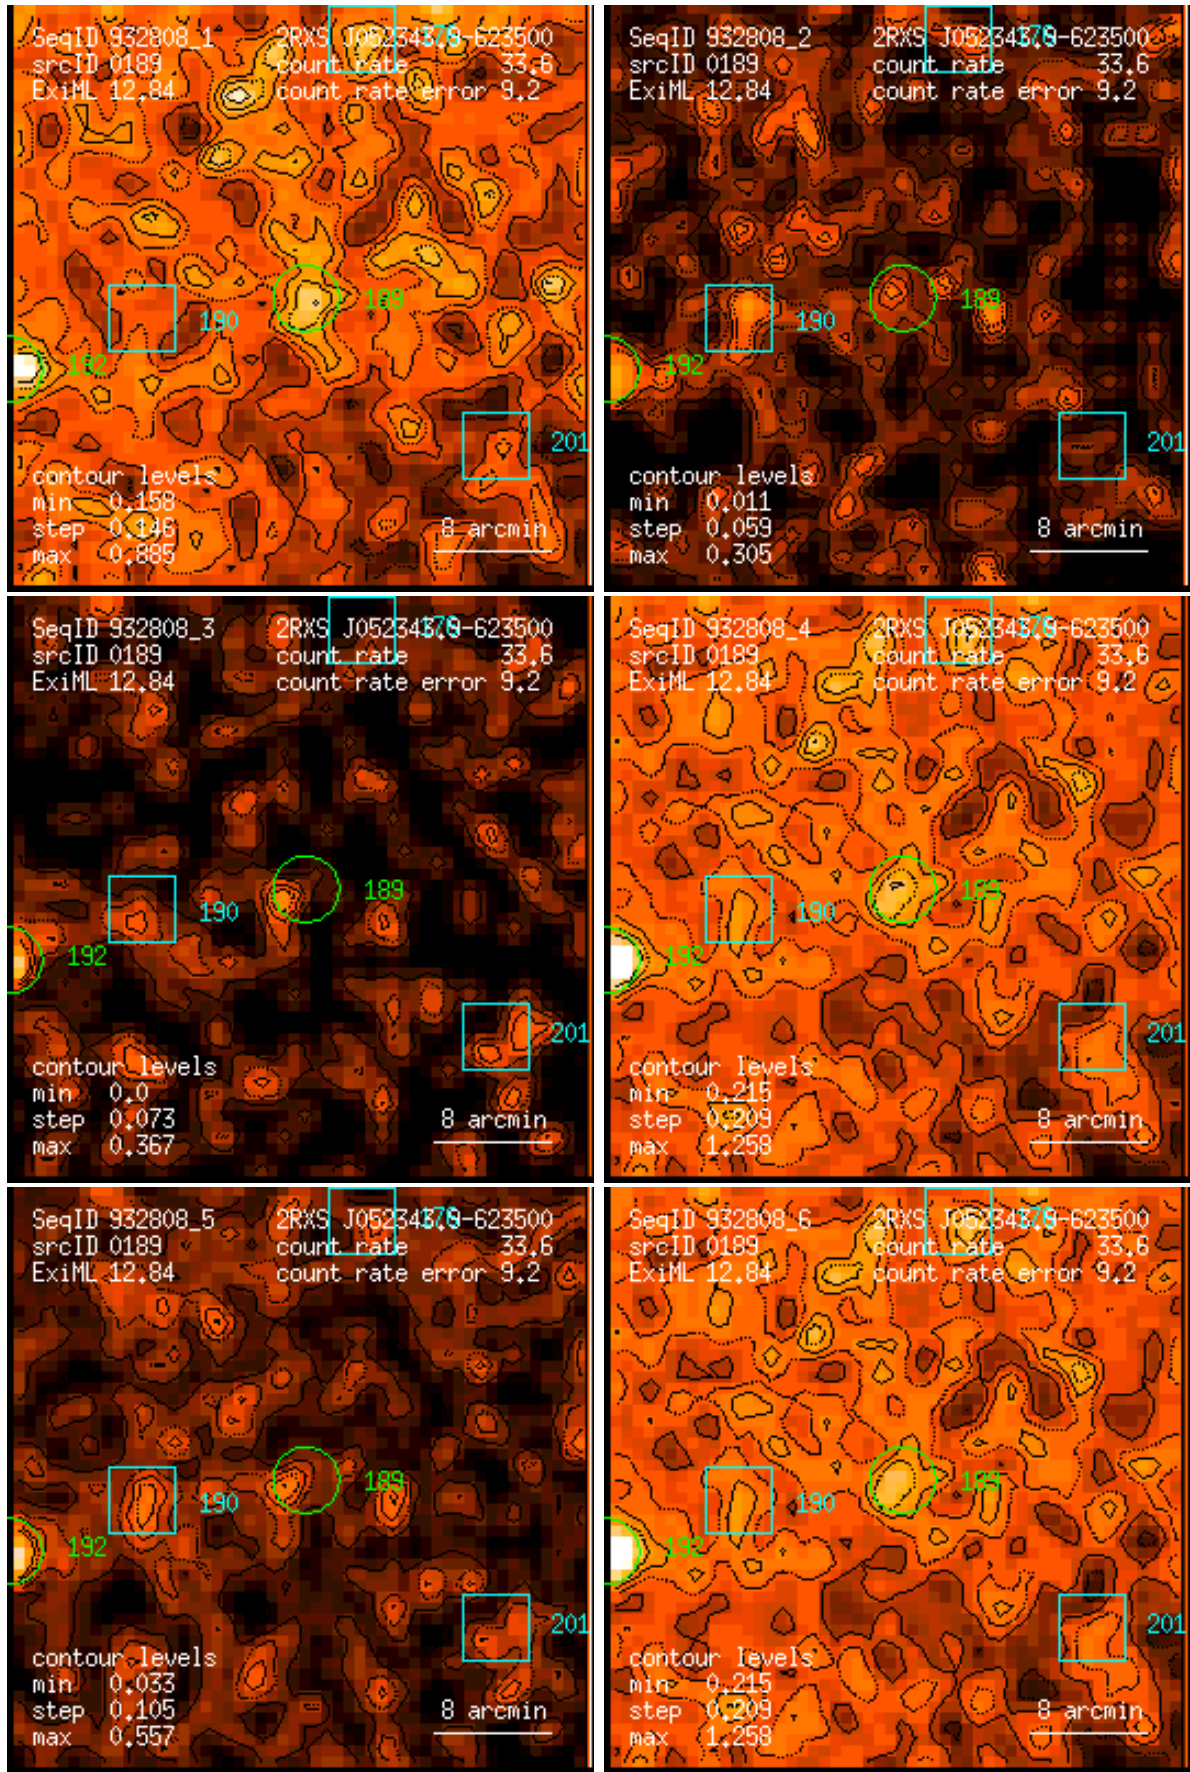 SeqID 932808_1 count rate 33.6
srcID 0189 count rate error 9.2
ExiML 12.84
189
190
192
201
contour levels
min 0.158
step 0.146
max 0.885
8 arcmin
SeqID 932808_2
srcID 0189 count rate 33.6
ExiML 12.84 count rate error 9.2
189
190
192
201
contour levels
min 0.011
step 0.059
max 0.305
8 arcmin
SeqID 932808_3
srcID 0189 count rate 33.6
ExiML 12.84 count rate error 9.2
189
190
192
201
contour levels
min 0.0
step 0.073
max 0.367
8 arcmin
SeqID 932808_4
srcID 0189 count rate 33.6
ExiML 12.84 count rate error 9.2
189
190
192
201
contour levels
min 0.215
step 0.209
max 1.258
8 arcmin
SeqID 932808_5
srcID 0189 count rate 33.6
ExiML 12.84 count rate error 9.2
189
190
192
201
contour levels
min 0.033
step 0.105
max 0.557
8 arcmin
SeqID 932808_6
srcID 0189 count rate 33.6
ExiML 12.84 count rate error 9.2
189
190
192
201
contour levels
min 0.215
step 0.209
max 1.258
8 arcmin